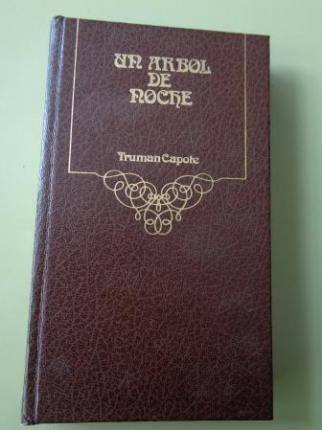 UN ARBOL
DE
NOCHE
Truman Capote